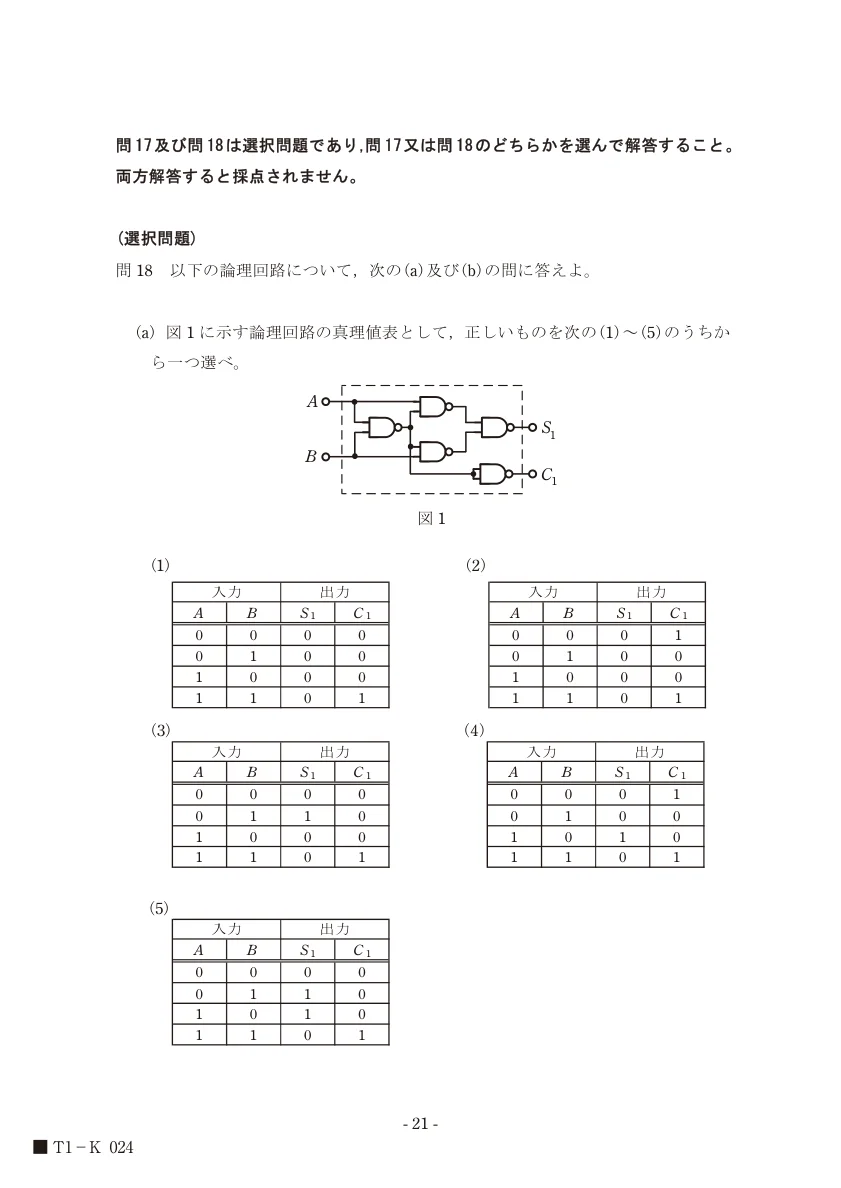 問17及び問18は選択問題であり,問17又は問18のどちらかを選んで解答すること。
両方解答すると採点されません。
(選択問題)
問18　以下の論理回路について，次の(a)及び(b)の問に答えよ。
(a) 図1に示す論理回路の真理値表として，正しいものを次の(1)～(5)のうちか
ら一つ選べ。
A
S1
B
C1
図1
(1)
入力 出力
A B S1 C1
0 0 0 0
0 1 0 0
1 0 0 0
1 1 0 1
(2)
入力 出力
A B S1 C1
0 0 0 1
0 1 0 0
1 0 0 0
1 1 0 1
(3)
入力 出力
A B S1 C1
0 0 0 0
0 1 1 0
1 0 0 0
1 1 0 1
(4)
入力 出力
A B S1 C1
0 0 0 1
0 1 0 0
1 0 1 0
1 1 0 1
(5)
入力 出力
A B S1 C1
0 0 0 0
0 1 1 0
1 0 1 0
1 1 0 1
- 21 -
■ T1－K 024